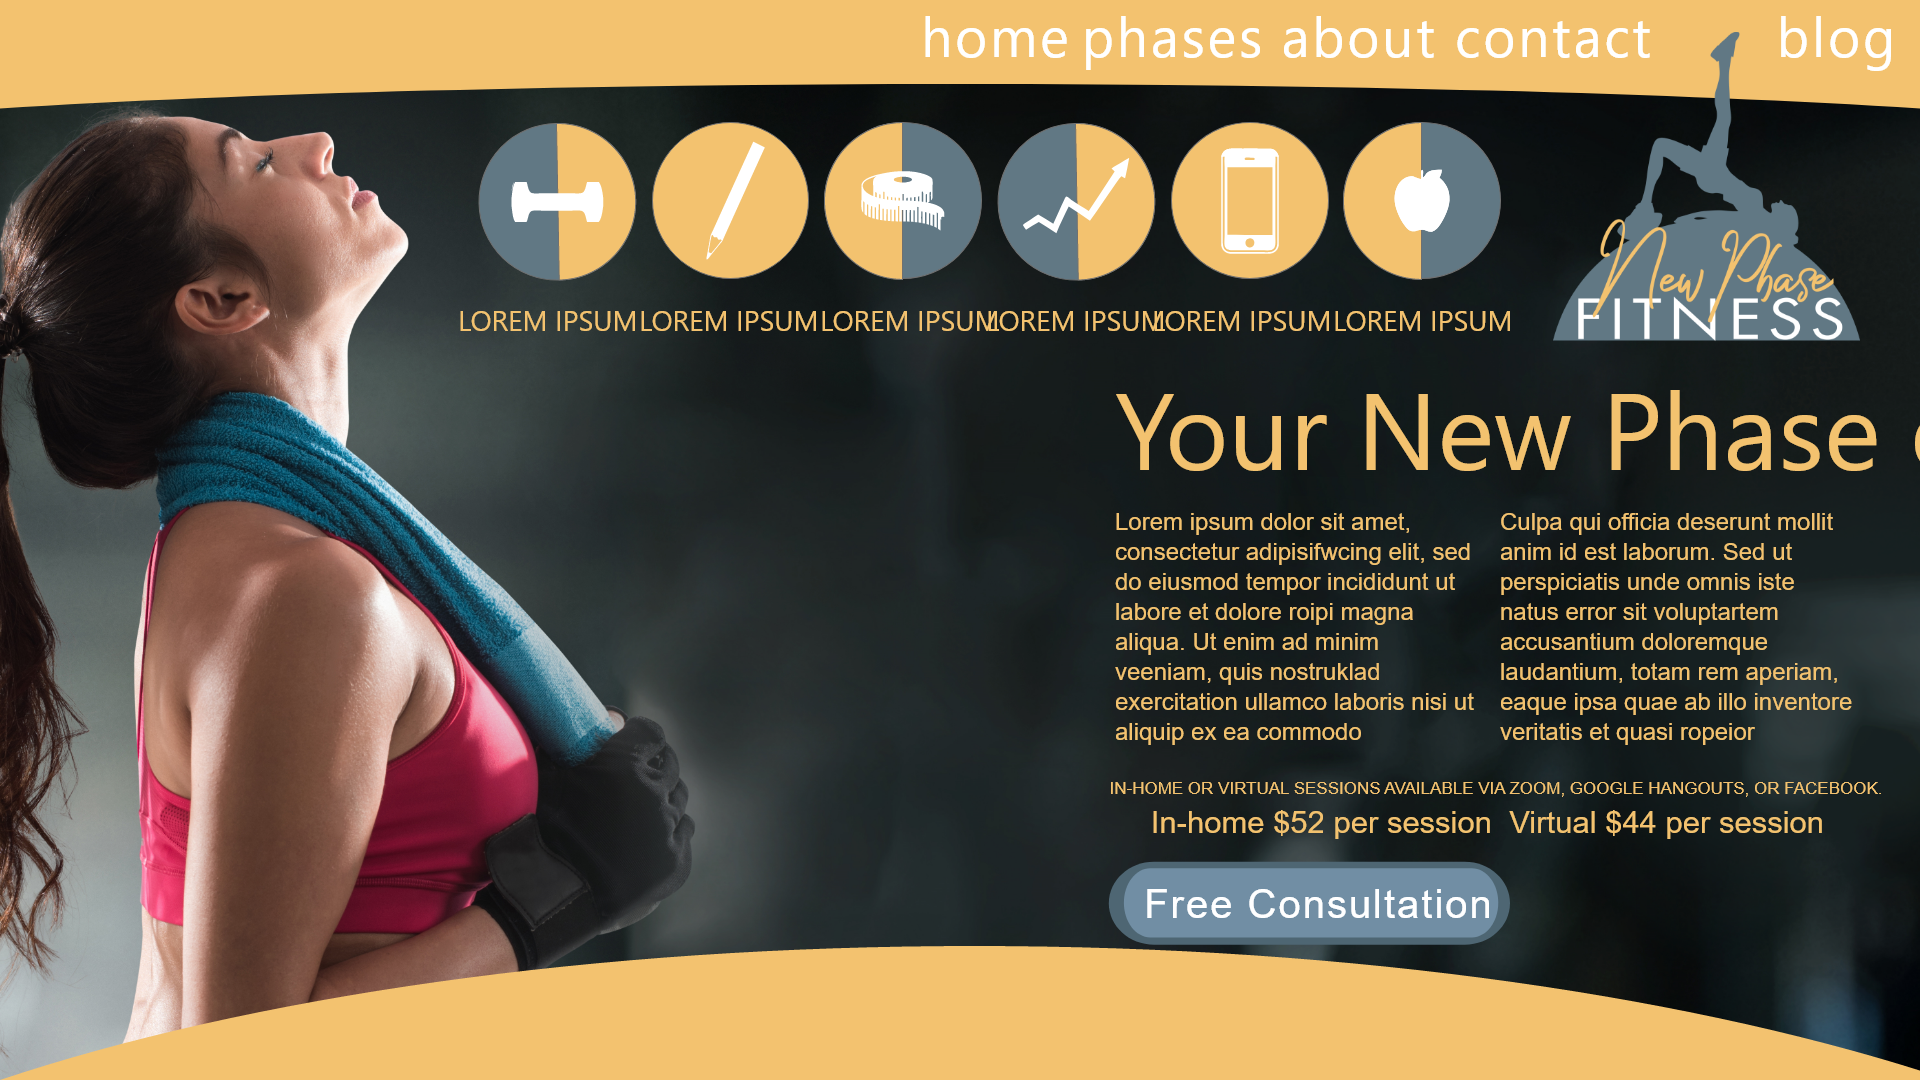 home phases about contact blog
LOREM IPSUM LOREM IPSUM LOREM IPSUM LOREM IPSUM LOREM IPSUM LOREM IPSUM
New Phase
FITNESS
Your New Phase
Lorem ipsum dolor sit amet,
consectetur adipisifwcing elit, sed
do eiusmod tempor incididunt ut
labore et dolore roipi magna
aliqua. Ut enim ad minim
veeniam, quis nostruklad
exercitation ullamco laboris nisi ut
aliquip ex ea commodo
Culpa qui officia deserunt mollit
anim id est laborum. Sed ut
perspiciatis unde omnis iste
natus error sit voluptartem
accusantium doloremque
laudantium, totam rem aperiam,
eaque ipsa quae ab illo inventore
veritatis et quasi ropeior
IN-HOME OR VIRTUAL SESSIONS AVAILABLE VIA ZOOM, GOOGLE HANGOUTS, OR FACEBOOK.
In-home $52 per session Virtual $44 per session
Free Consultation